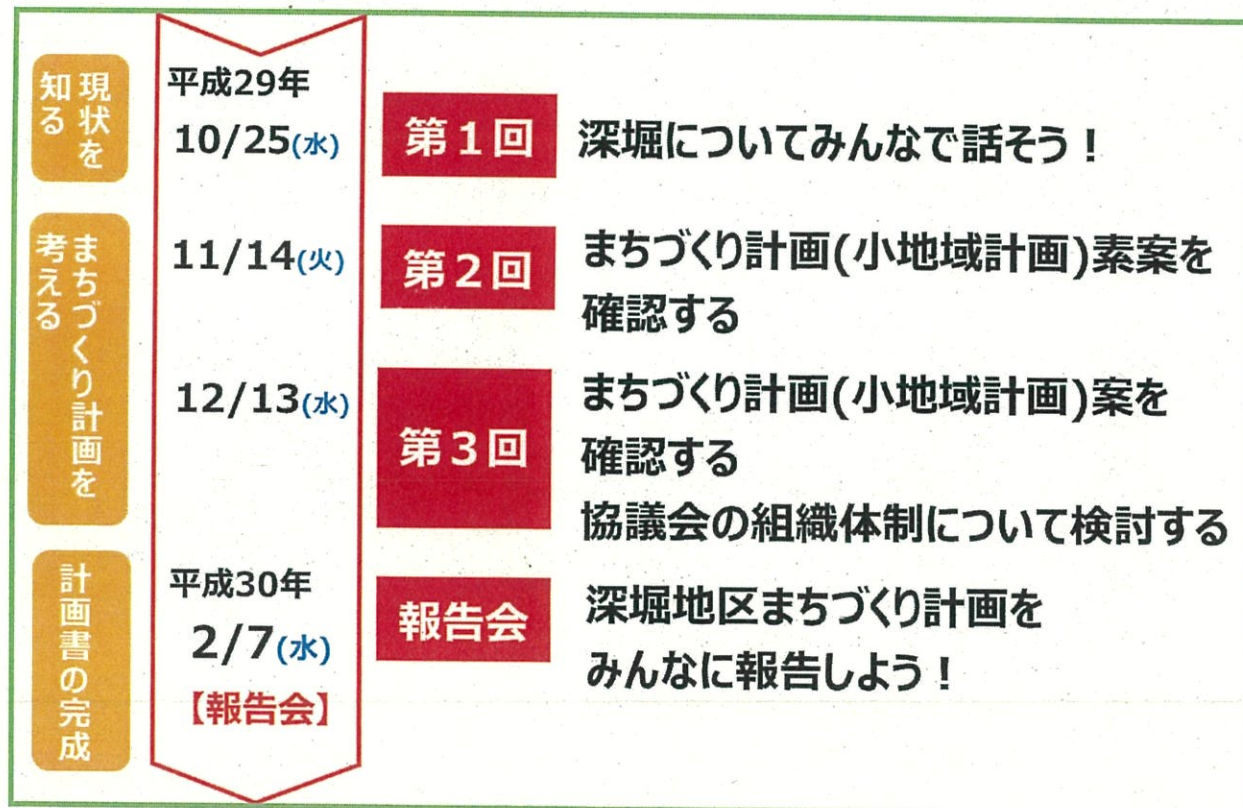 現状を
知る
平成29年
10/25(水)
第1回
深堀についてみんなで話そう！
まちづくり計画を
考える
11/14(火)
第2回
まちづくり計画(小地域計画)素案を
確認する
12/13(水)
第3回
まちづくり計画(小地域計画)案を
確認する
協議会の組織体制について検討する
計画書の完成
平成30年
2/7(水)
【報告会】
報告会
深堀地区まちづくり計画を
みんなに報告しよう！